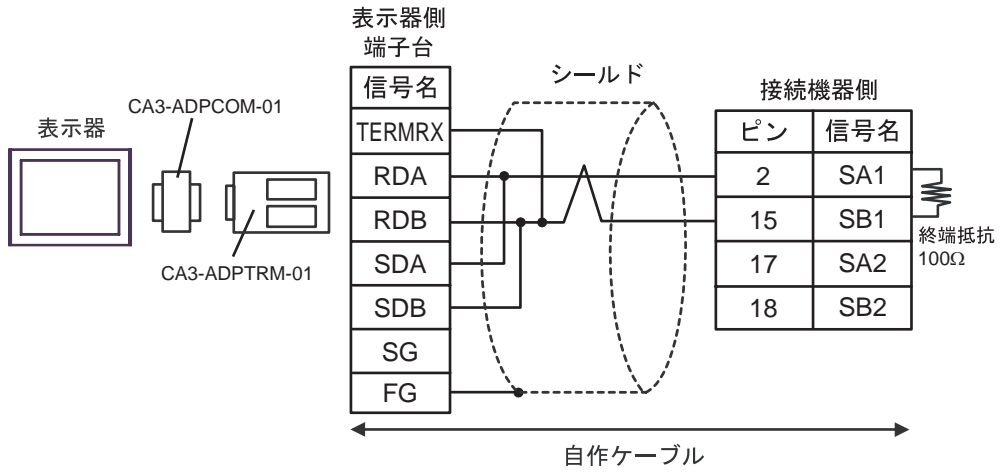 表示器側
端子台
信号名
TERMRX
RDA
RDB
SDA
SDB
SG
FG
表示器
CA3-ADPCOM-01
CA3-ADPTRM-01
シールド
接続機器側
ピン 信号名
2 SA1
15 SB1
17 SA2
18 SB2
終端抵抗
100Ω
自作ケーブル